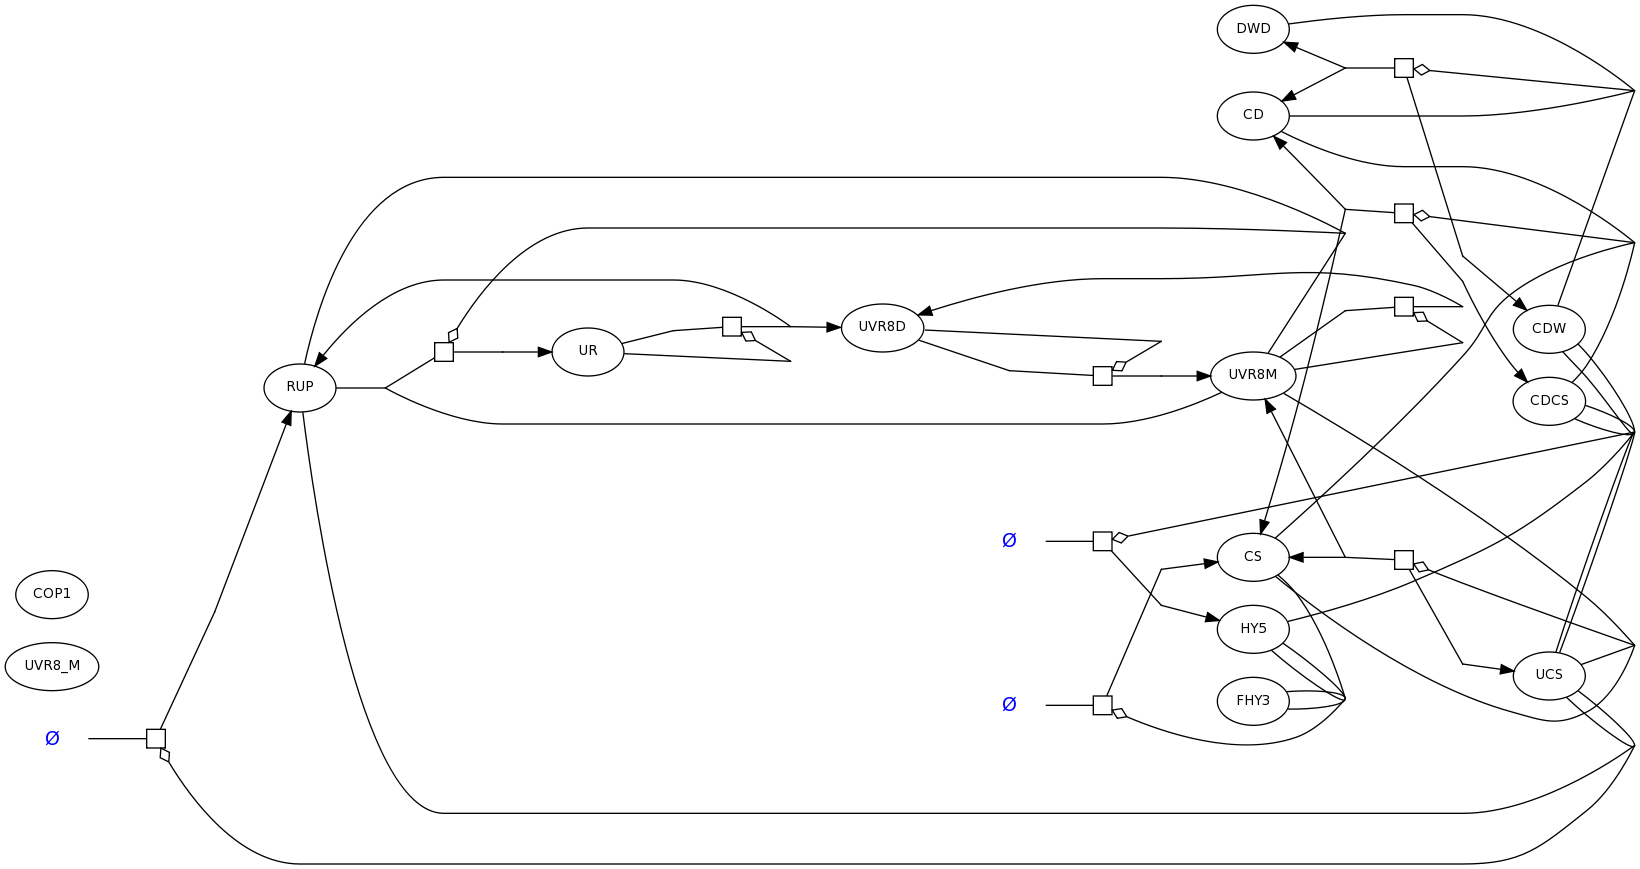 DWD
CD
UVR8D
CDW
UR
UVR8M
RUP
CDCS
Ø
CS
COP1
HY5
UVR8_M
UCS
FHY3
Ø
Ø